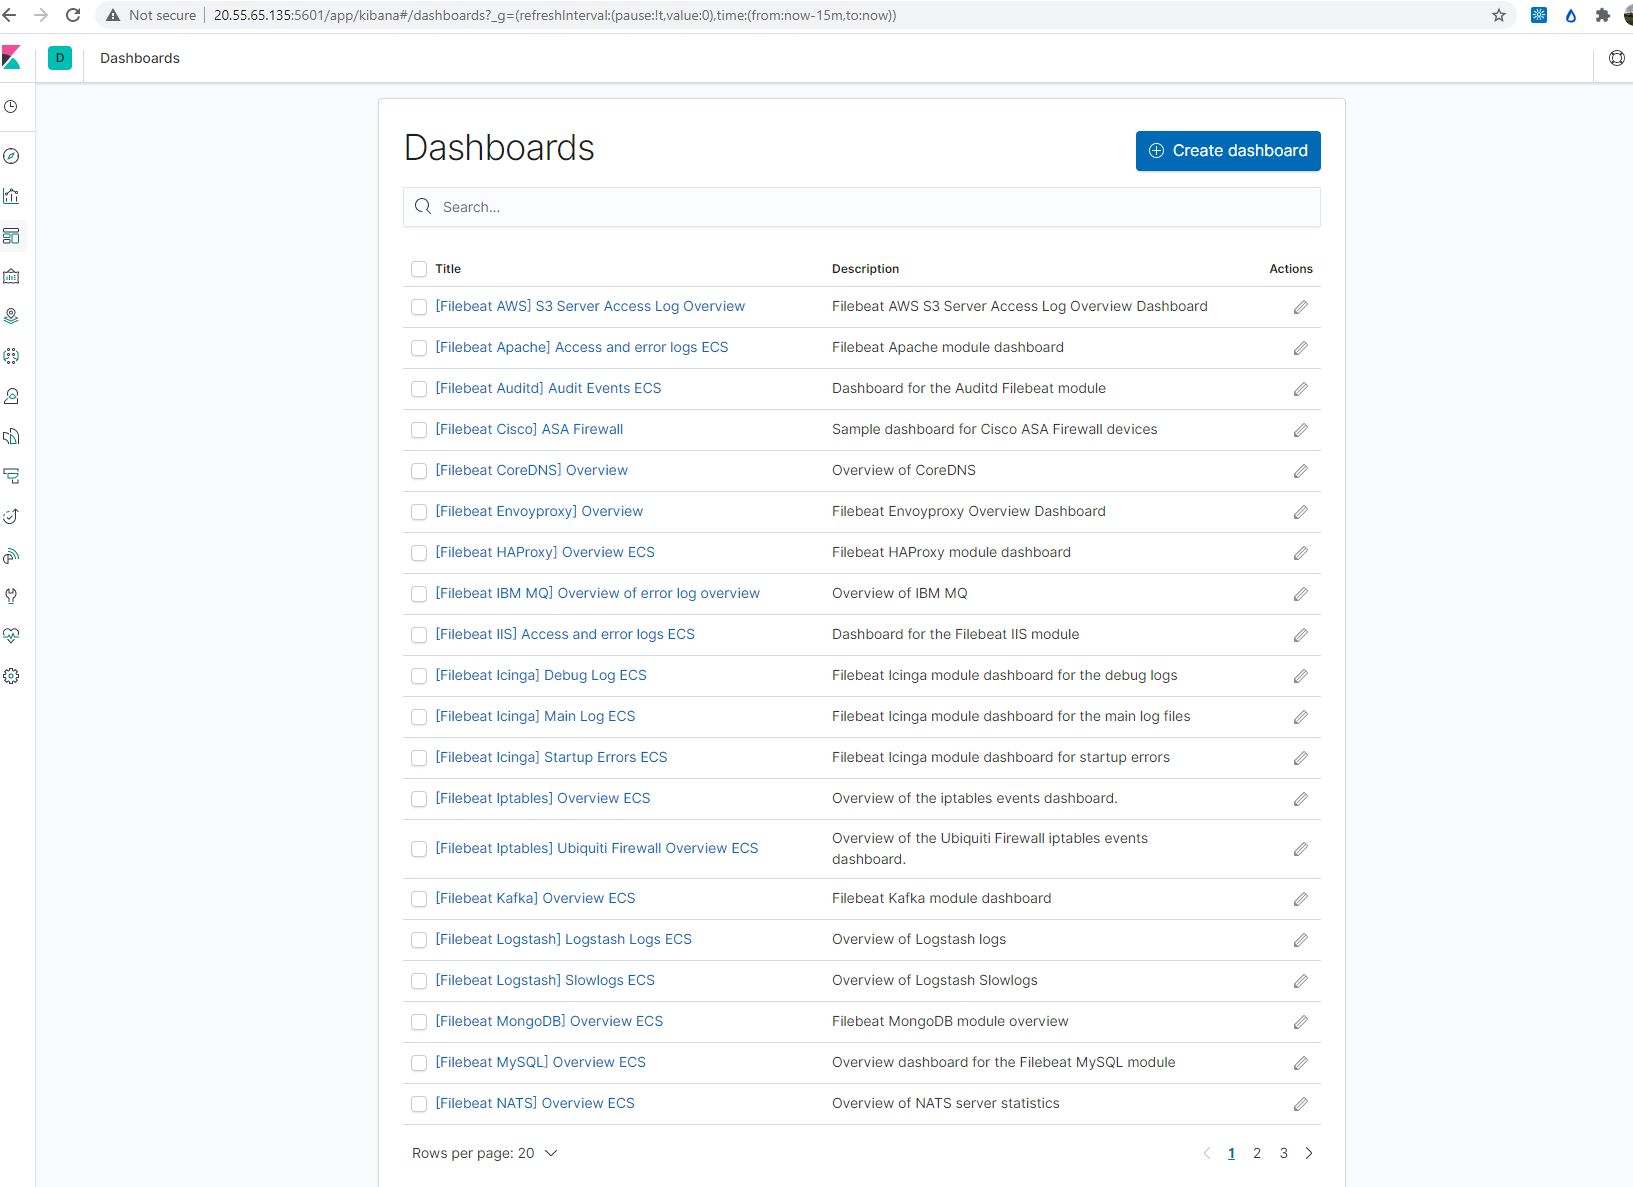 Not secure 20.55.65.135:5601/app/kibana#/dashboards?_g=(refreshInterval:(pause:!t,value:0),time:(from:now-15m,to:now))
D Dashboards
Dashboards
Create dashboard
Search...
Title Description Actions
[Filebeat AWS] S3 Server Access Log Overview Filebeat AWS S3 Server Access Log Overview Dashboard
[Filebeat Apache] Access and error logs ECS Filebeat Apache module dashboard
[Filebeat Auditd] Audit Events ECS Dashboard for the Auditd Filebeat module
[Filebeat Cisco] ASA Firewall Sample dashboard for Cisco ASA Firewall devices
[Filebeat CoreDNS] Overview Overview of CoreDNS
[Filebeat Envoyproxy] Overview Filebeat Envoyproxy Overview Dashboard
[Filebeat HAProxy] Overview ECS Filebeat HAProxy module dashboard
[Filebeat IBM MQ] Overview of error log overview Overview of IBM MQ
[Filebeat IIS] Access and error logs ECS Dashboard for the Filebeat IIS module
[Filebeat Icinga] Debug Log ECS Filebeat Icinga module dashboard for the debug logs
[Filebeat Icinga] Main Log ECS Filebeat Icinga module dashboard for the main log files
[Filebeat Icinga] Startup Errors ECS Filebeat Icinga module dashboard for startup errors
[Filebeat Iptables] Overview ECS Overview of the iptables events dashboard.
[Filebeat Iptables] Ubiquiti Firewall Overview ECS Overview of the Ubiquiti Firewall iptables events
dashboard.
[Filebeat Kafka] Overview ECS Filebeat Kafka module dashboard
[Filebeat Logstash] Logstash Logs ECS Overview of Logstash logs
[Filebeat Logstash] Slowlogs ECS Overview of Logstash Slowlogs
[Filebeat MongoDB] Overview ECS Filebeat MongoDB module overview
[Filebeat MySQL] Overview ECS Overview dashboard for the Filebeat MySQL module
[Filebeat NATS] Overview ECS Overview of NATS server statistics
Rows per page: 20 1 2 3